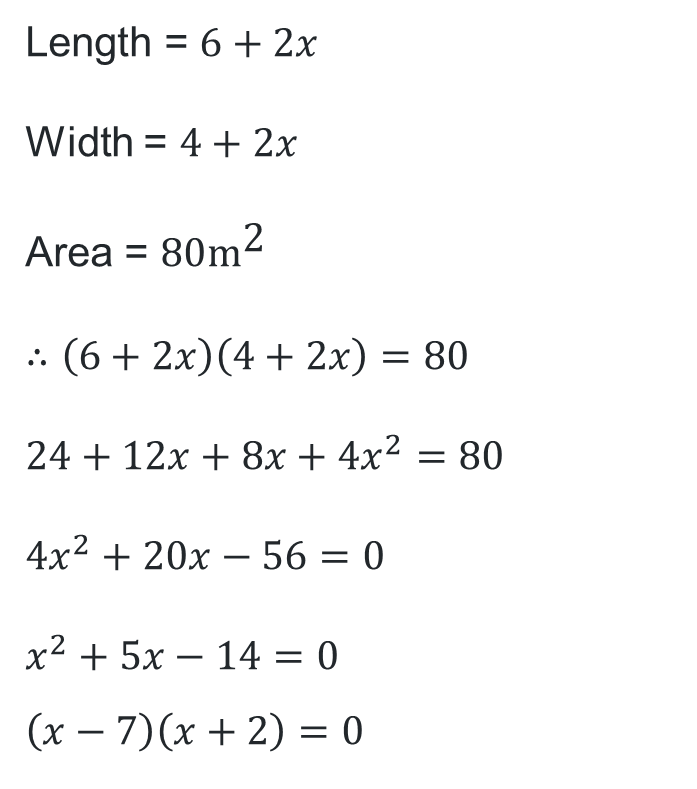 Length = 6 + 2x
Width = 4 + 2x
Area = 80m²
∴ (6 + 2x)(4 + 2x) = 80
24 + 12x + 8x + 4x² = 80
4x² + 20x − 56 = 0
x² + 5x − 14 = 0
(x − 7)(x + 2) = 0